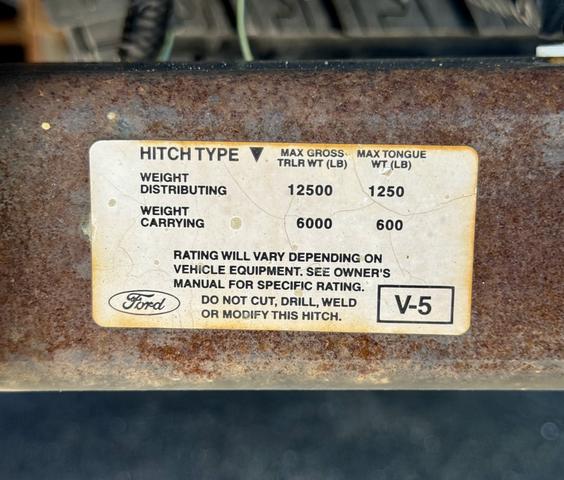 HITCH TYPE ▼ MAX GROSS TRLR WT (LB) MAX TONGUE WT (LB)
WEIGHT DISTRIBUTING 12500 1250
WEIGHT CARRYING 6000 600
RATING WILL VARY DEPENDING ON
VEHICLE EQUIPMENT. SEE OWNER'S
MANUAL FOR SPECIFIC RATING.
Ford
DO NOT CUT, DRILL, WELD
OR MODIFY THIS HITCH.
V-5